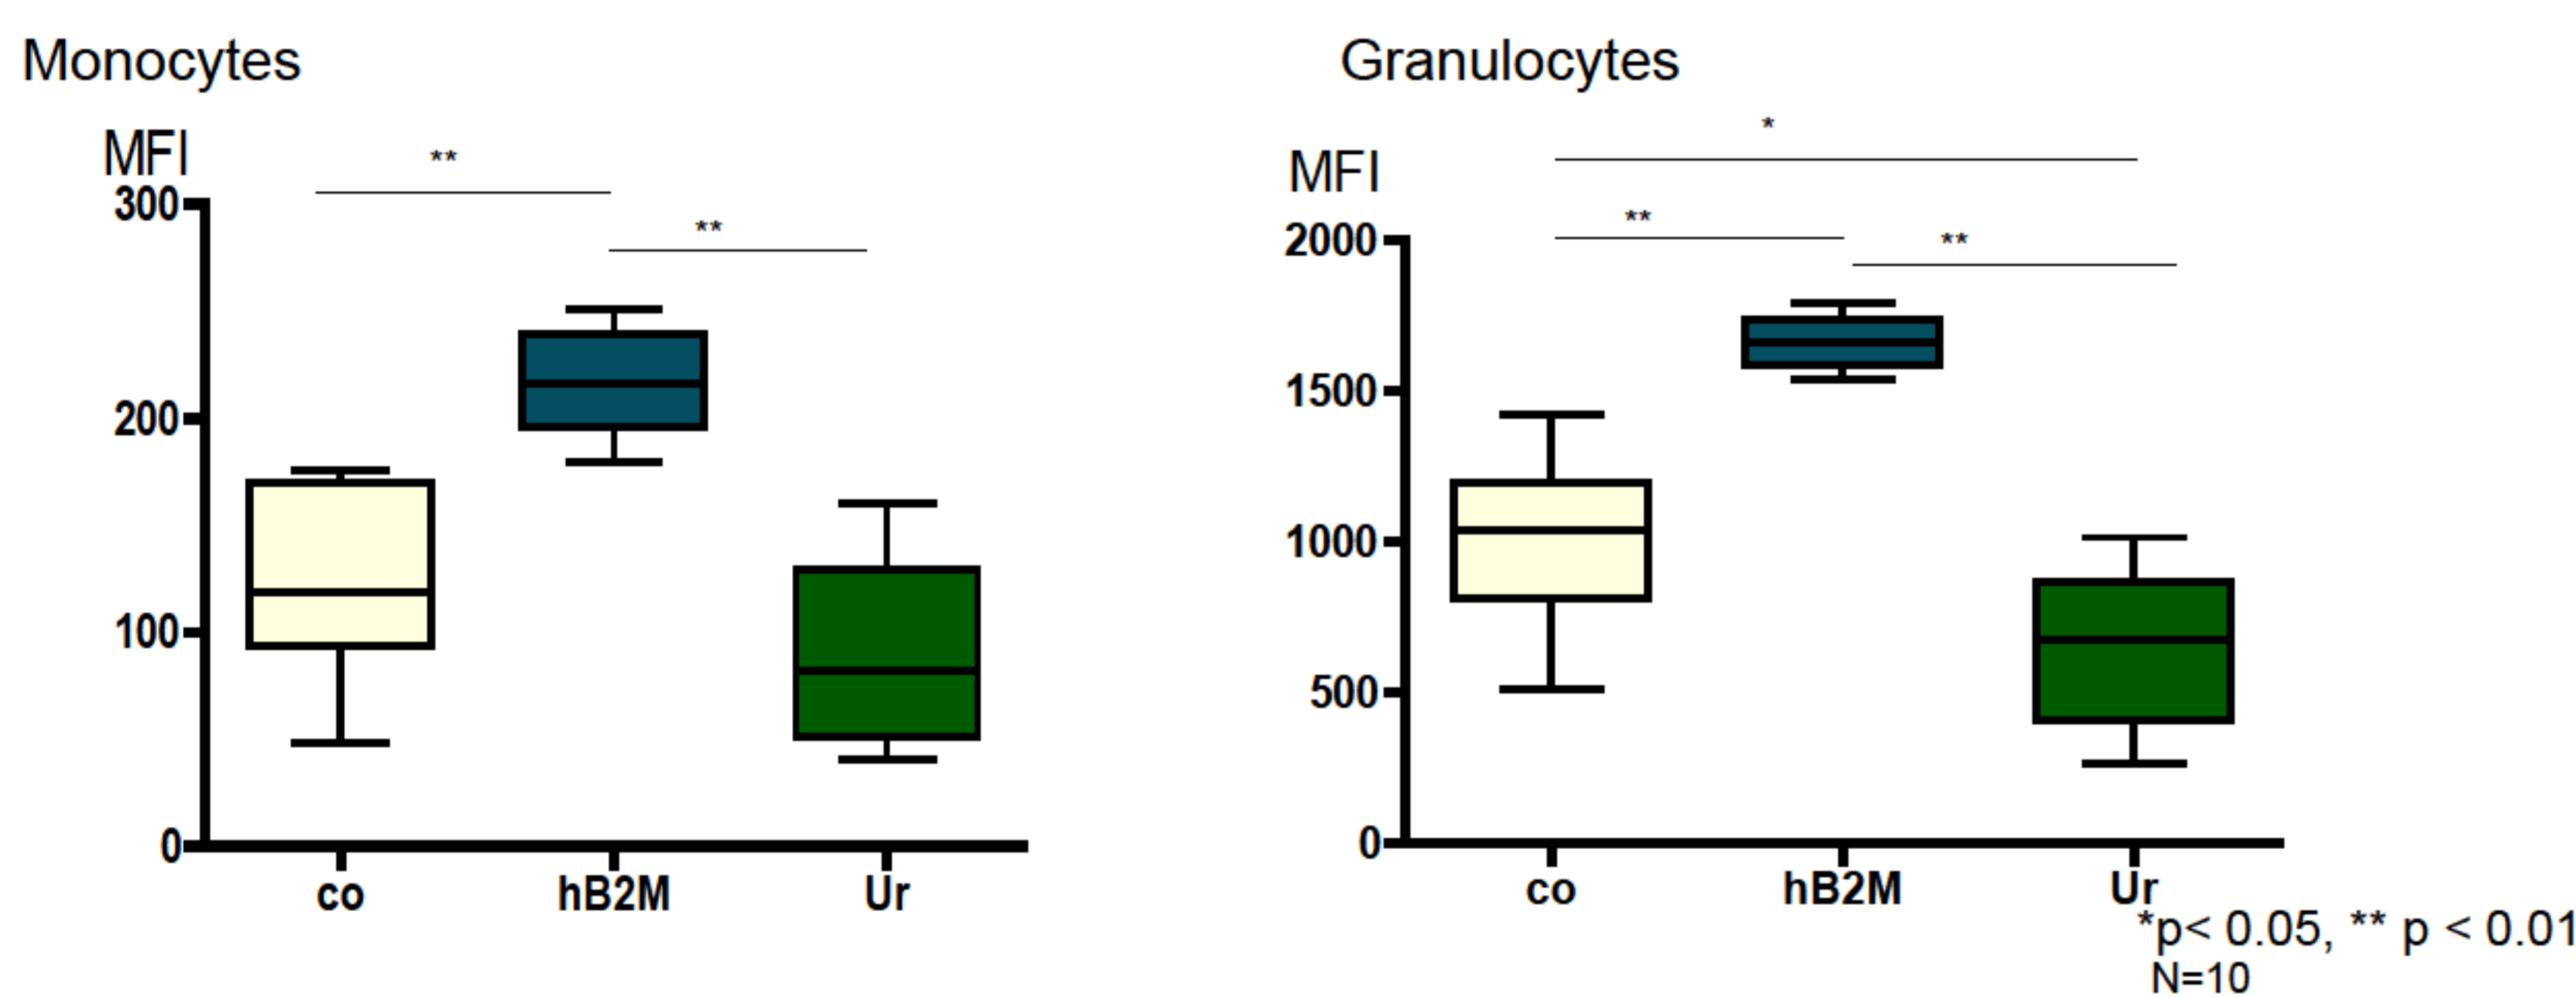 Monocytes
MFI
**
**
300
200
100
0
co hB2M Ur
Granulocytes
MFI
*
**
**
2000
1500
1000
500
0
co hB2M Ur
*p< 0.05, ** p < 0.01
N=10